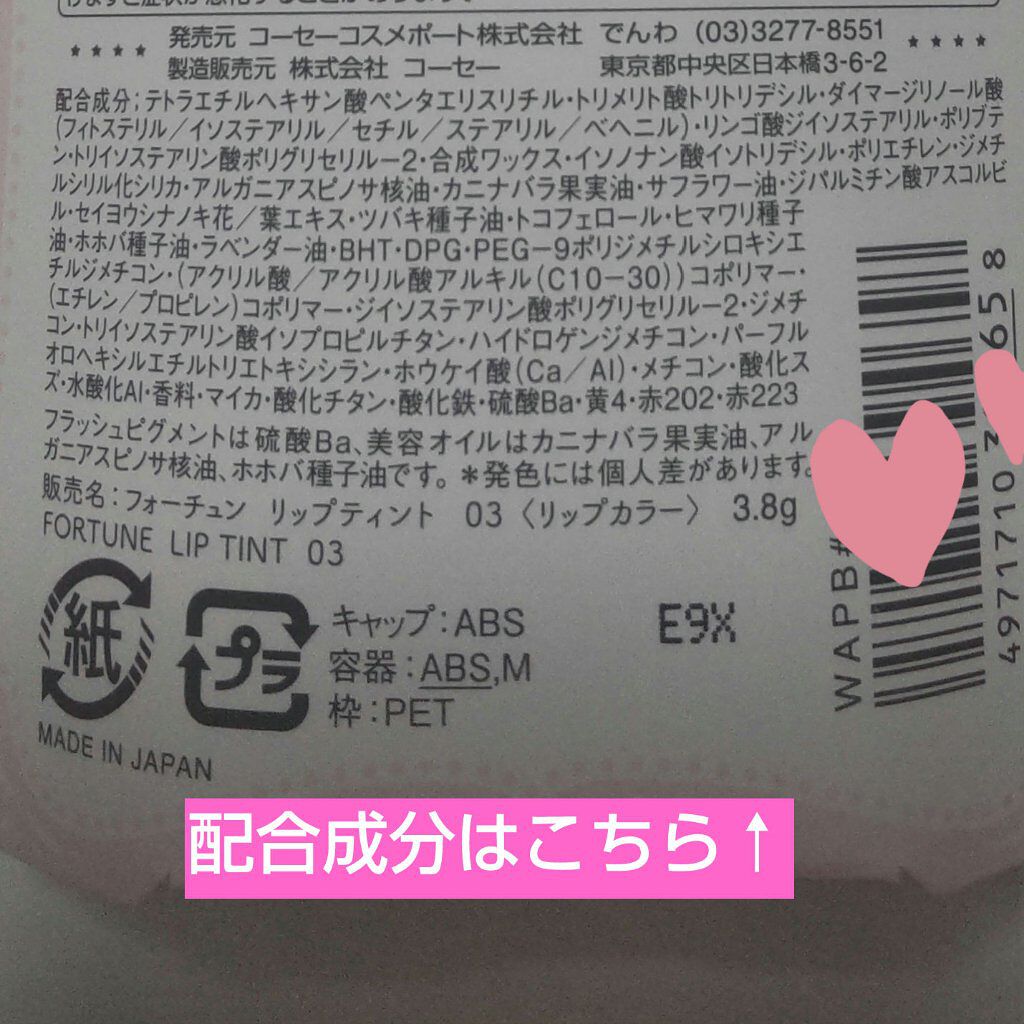 発売元 コーセーコスメポート株式会社 でんわ (03)3277-8551
製造販売元 株式会社 コーセー 東京都中央区日本橋3-6-2
配合成分；テトラエチルヘキサン酸ペンタエリスリチル・トリメリト酸トリトリデシル・ダイマージリノール酸
(フィトステリル／イソステアリル／セチル／ステアリル／ベヘニル)・リンゴ酸ジイソステアリル・ポリブテ
ン・トリイソステアリン酸ポリグリセリル－2・合成ワックス・イソノナン酸イソトリデシル・ポリエチレン・ジメチ
ルシリル化シリカ・アルガニアスピノサ核油・カニナバラ果実油・サフラワー油・ジパルミチン酸アスコルビ
ル・セイヨウシナノキ花／葉エキス・ツバキ種子油・トコフェロール・ヒマワリ種子
油・ホホバ種子油・ラベンダー油・BHT・DPG・PEG－9ポリジメチルシロキシエ
チルジメチコン・(アクリル酸／アクリル酸アルキル(C10－30))コポリマー・
(エチレン／プロピレン)コポリマー・ジイソステアリン酸ポリグリセリル－2・ジメチ
コン・トリイソステアリン酸イソプロピルチタン・ハイドロゲンジメチコン・パーフル
オロヘキシルエチルトリエトキシシラン・ホウケイ酸(Ca／Al)・メチコン・酸化ス
ズ・水酸化Al・香料・マイカ・酸化チタン・酸化鉄・硫酸Ba・黄4・赤202・赤223
フラッシュピグメントは硫酸Ba、美容オイルはカニナバラ果実油、アル
ガニアスピノサ核油、ホホバ種子油です。＊発色には個人差があります。
販売名：フォーチュン リップティント 03〈リップカラー〉 3.8g
FORTUNE LIP TINT 03
紙
プラ
キャップ：ABS
容器：ABS,M
枠：PET
E9X
MADE IN JAPAN
WAPB#
4971710
658
配合成分はこちら↑